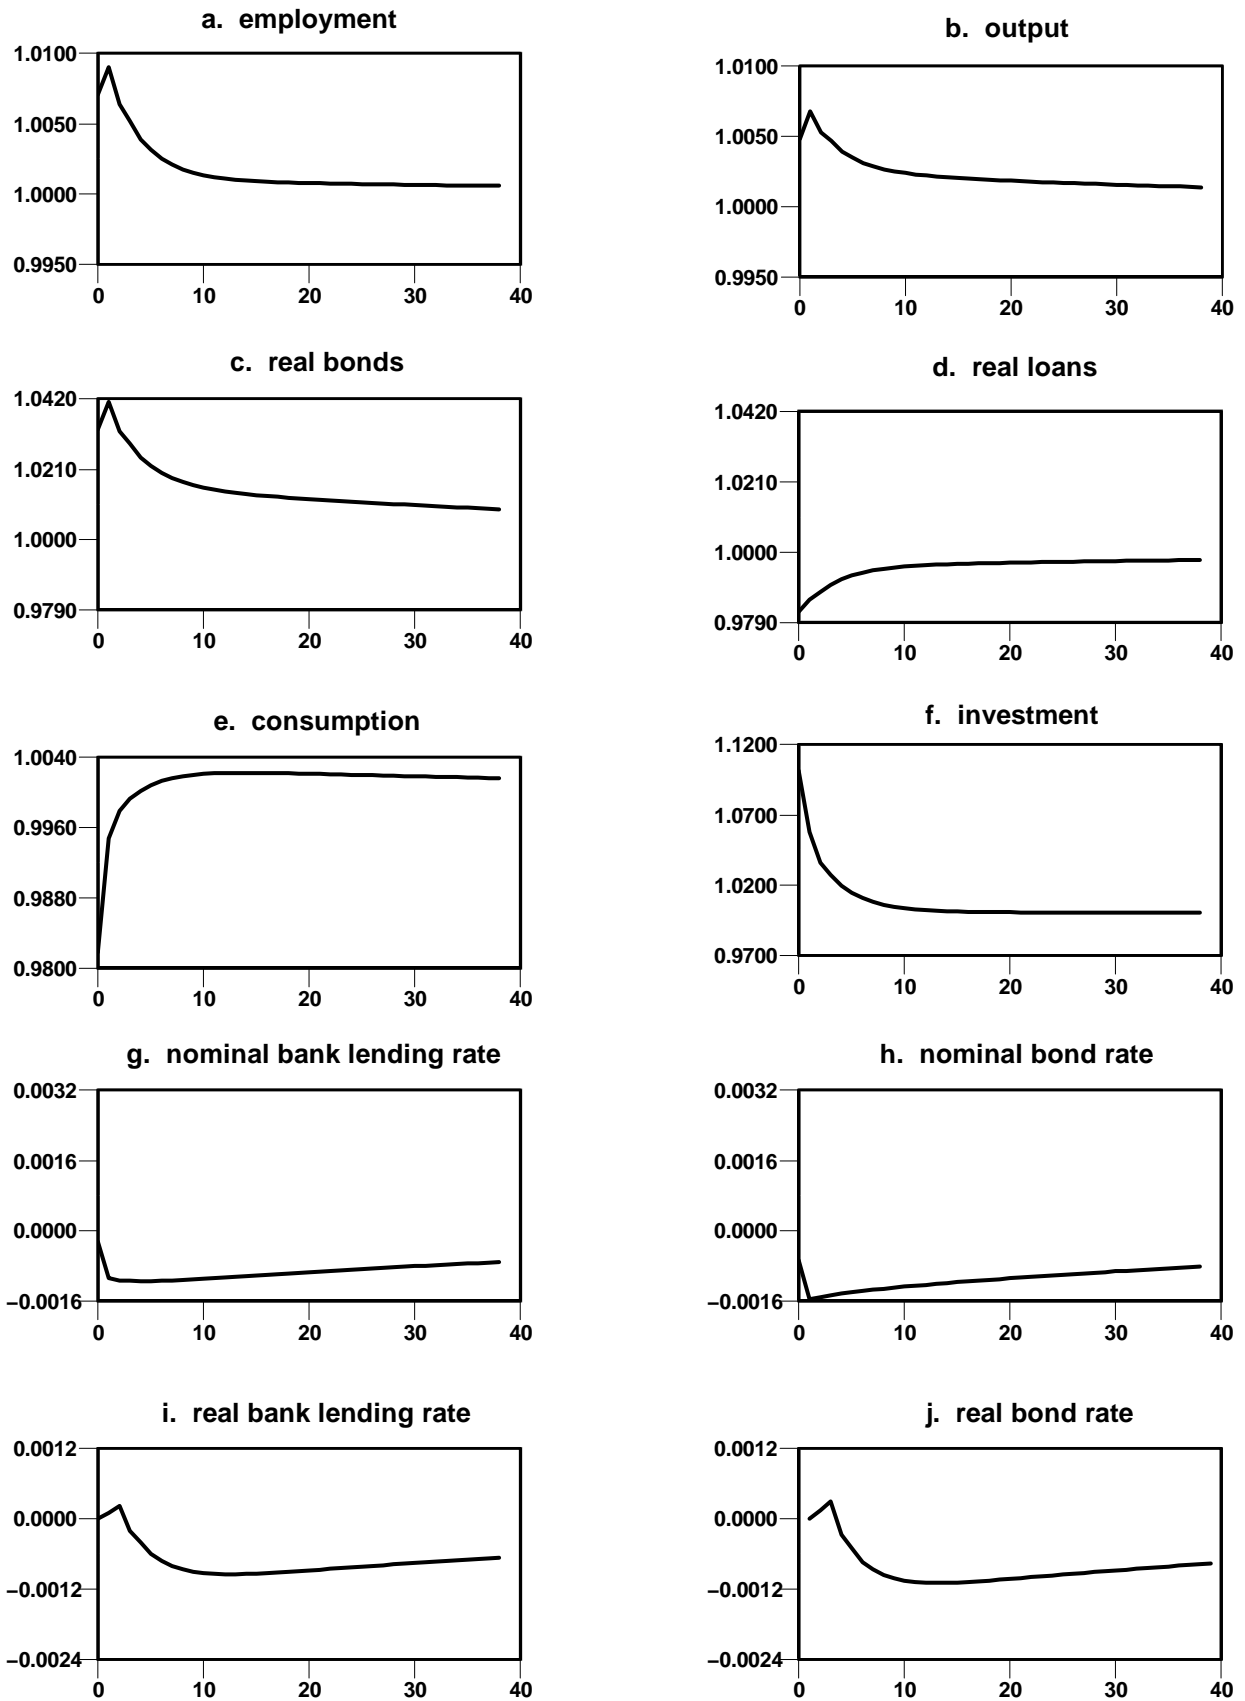 a. employment
1.0100
1.0050
1.0000
0.9950
0 10 20 30 40
b. output
1.0100
1.0050
1.0000
0.9950
0 10 20 30 40
c. real bonds
1.0420
1.0210
1.0000
0.9790
0 10 20 30 40
d. real loans
1.0420
1.0210
1.0000
0.9790
0 10 20 30 40
e. consumption
1.0040
0.9960
0.9880
0.9800
0 10 20 30 40
f. investment
1.1200
1.0700
1.0200
0.9700
0 10 20 30 40
g. nominal bank lending rate
0.0032
0.0016
0.0000
−0.0016
0 10 20 30 40
h. nominal bond rate
0.0032
0.0016
0.0000
−0.0016
0 10 20 30 40
i. real bank lending rate
0.0012
0.0000
−0.0012
−0.0024
0 10 20 30 40
j. real bond rate
0.0012
0.0000
−0.0012
−0.0024
0 10 20 30 40